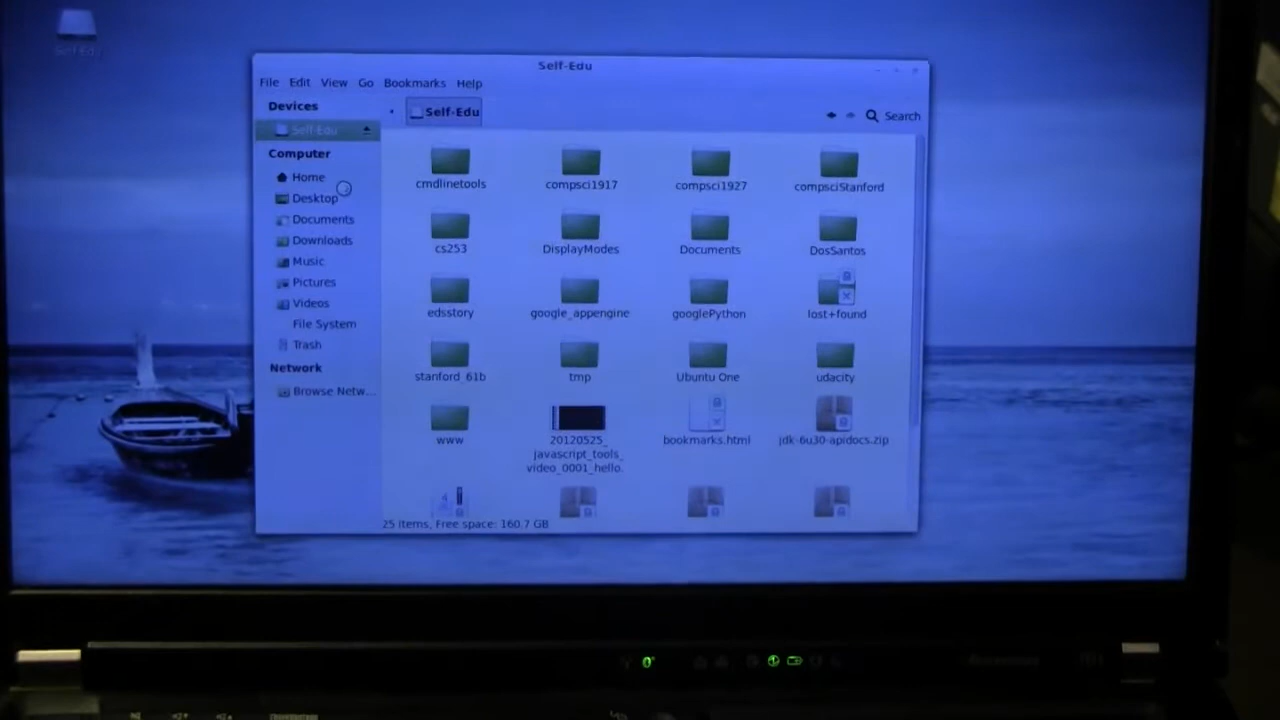 Self-Edu
Self-Edu
File Edit View Go Bookmarks Help
Devices
Self-Edu
Search
Self-Edu
Computer
Home
Desktop
Documents
Downloads
Music
Pictures
Videos
File System
Trash
Network
Browse Netw...
cmdlinetools compsci1917 compsci1927 compsciStanford
cs253 DisplayModes Documents DosSantos
edsstory google_appengine googlePython lost+found
stanford_61b tmp Ubuntu One udacity
www 20120525_ bookmarks.html jdk-6u30-apidocs.zip
javascript_tools_
video_0001_hello.
25 items, Free space: 160.7 GB